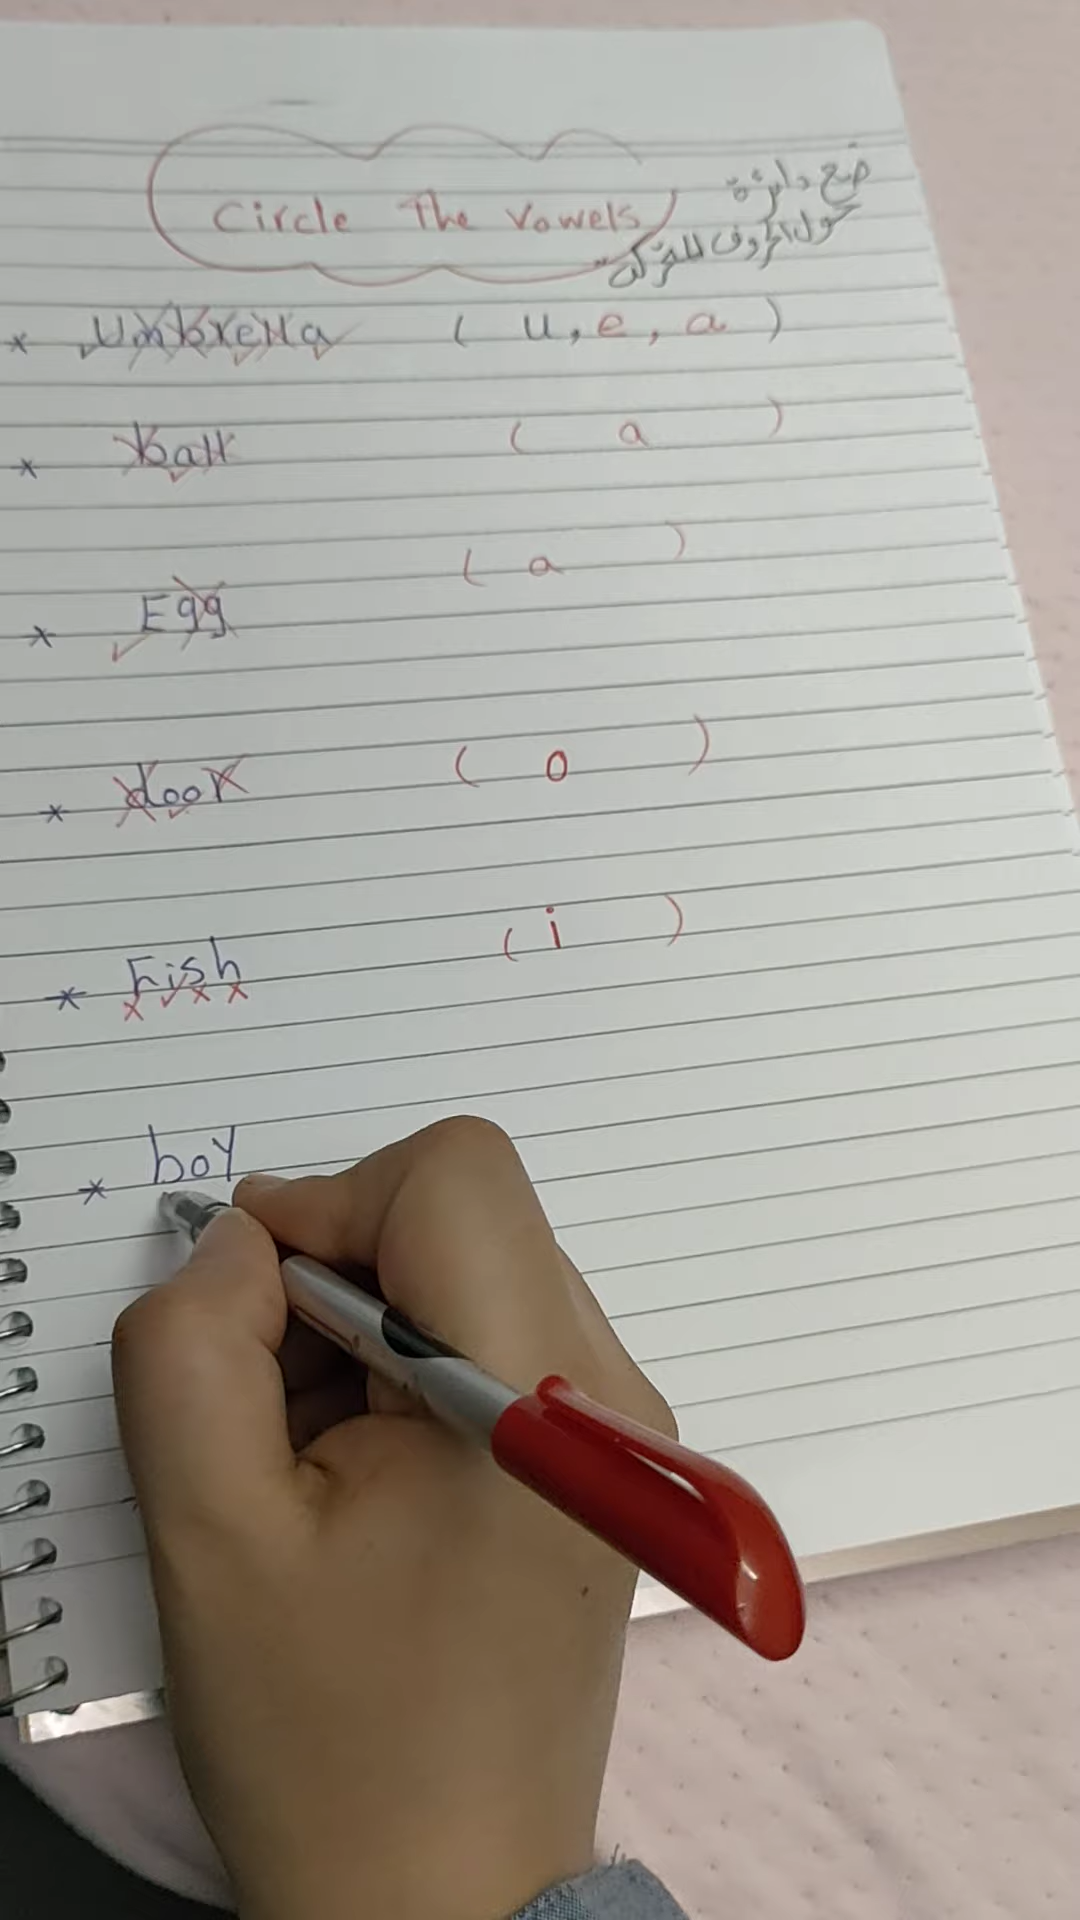 Circle The Vowels
ضع دائرة
حول الحروف المتحركة
* Umbrella ( u, e, a )
* ball ( a )
* Egg ( a )
* door ( o )
* Fish ( i )
* boy